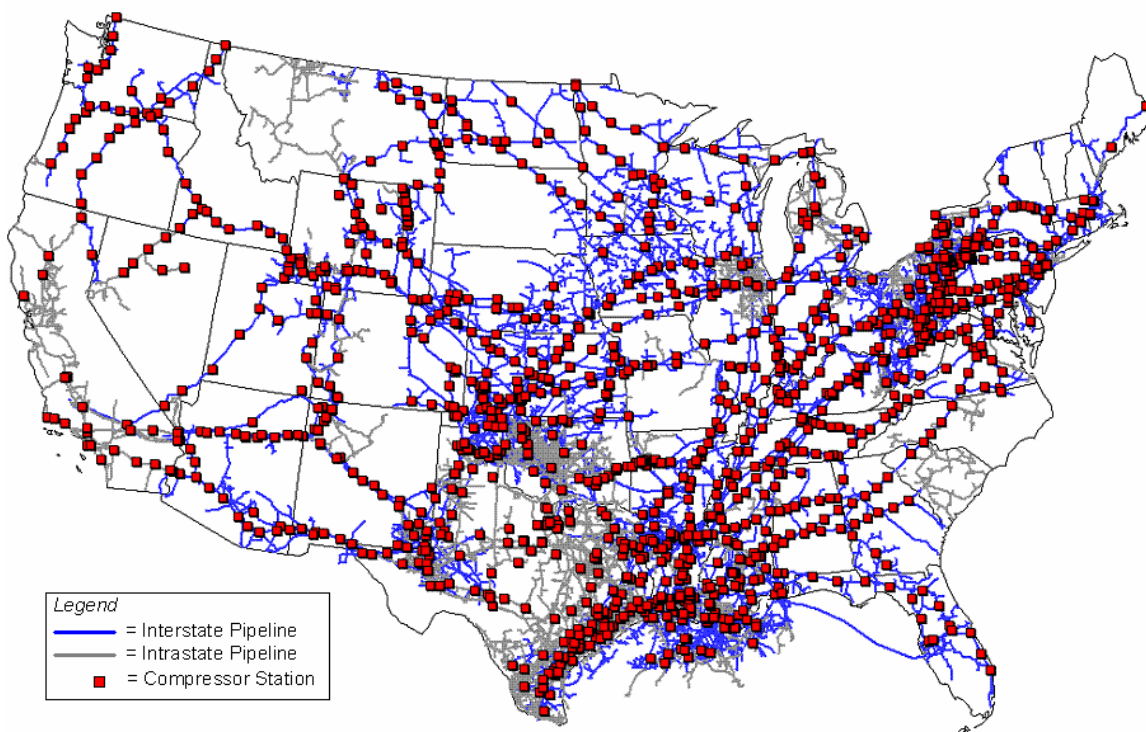 Legend
= Interstate Pipeline
= Intrastate Pipeline
= Compressor Station